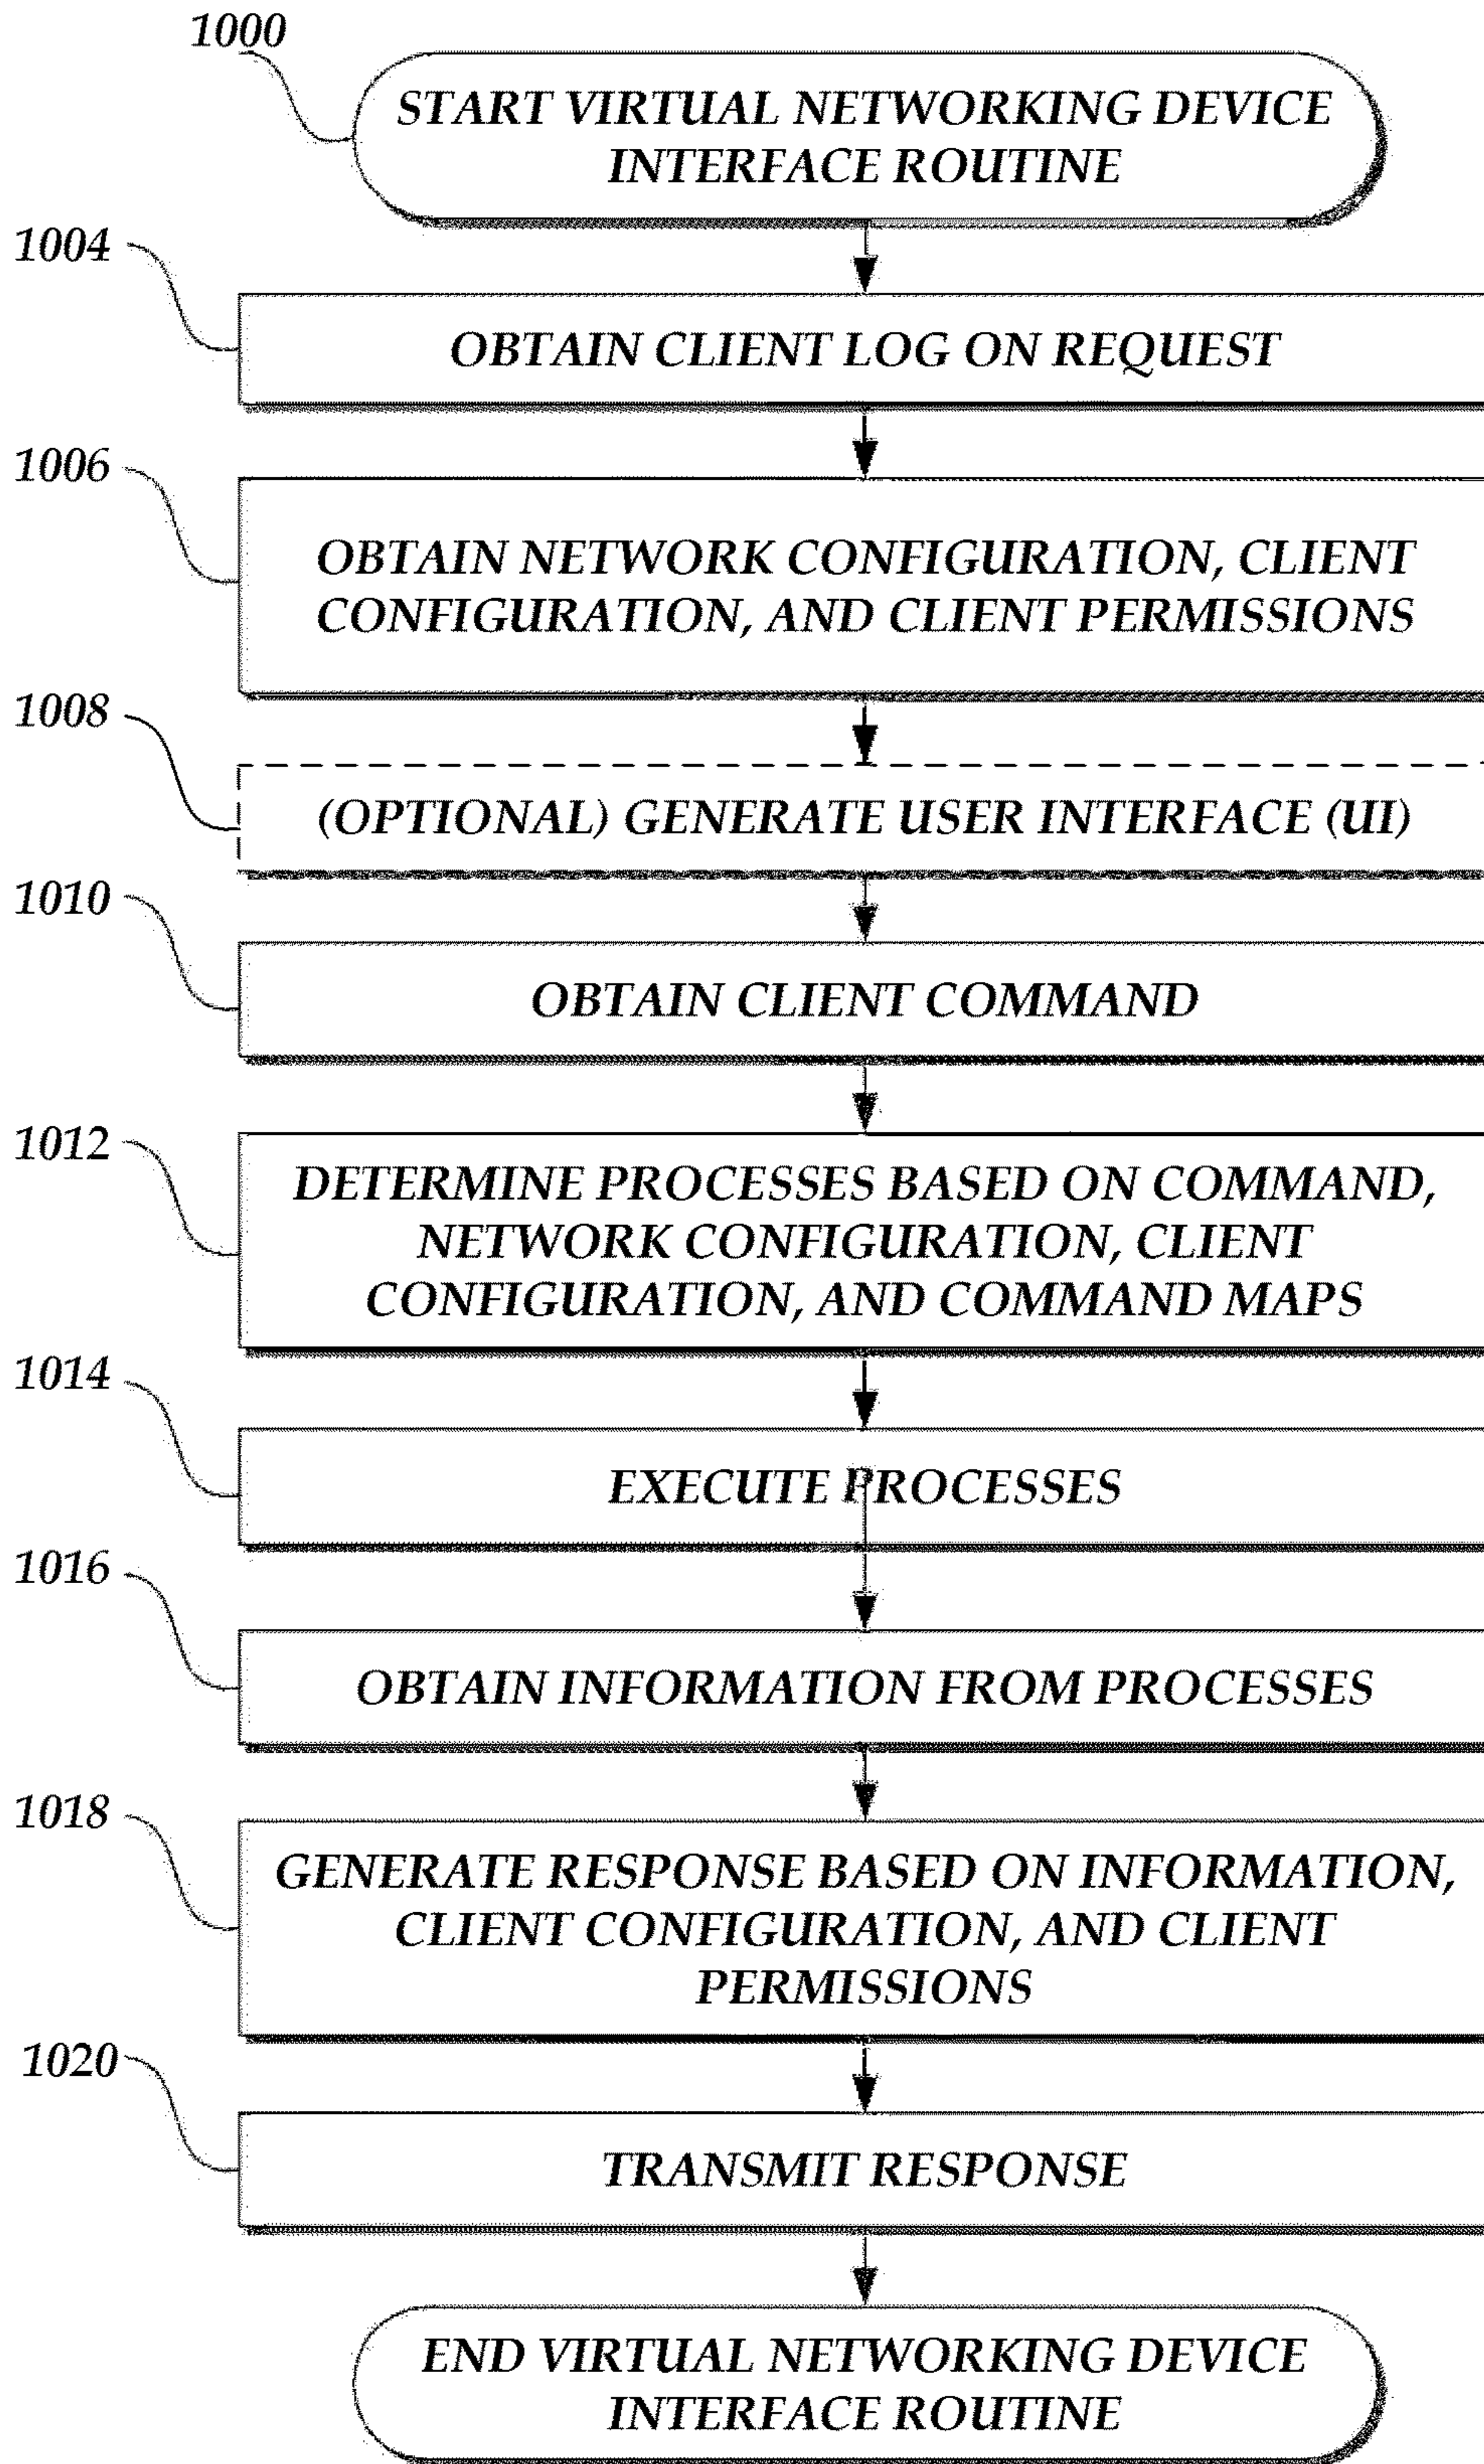 1000
START VIRTUAL NETWORKING DEVICE
INTERFACE ROUTINE
1004
OBTAIN CLIENT LOG ON REQUEST
1006
OBTAIN NETWORK CONFIGURATION, CLIENT
CONFIGURATION, AND CLIENT PERMISSIONS
1008
(OPTIONAL) GENERATE USER INTERFACE (UI)
1010
OBTAIN CLIENT COMMAND
1012
DETERMINE PROCESSES BASED ON COMMAND,
NETWORK CONFIGURATION, CLIENT
CONFIGURATION, AND COMMAND MAPS
1014
EXECUTE PROCESSES
1016
OBTAIN INFORMATION FROM PROCESSES
1018
GENERATE RESPONSE BASED ON INFORMATION,
CLIENT CONFIGURATION, AND CLIENT
PERMISSIONS
1020
TRANSMIT RESPONSE
END VIRTUAL NETWORKING DEVICE
INTERFACE ROUTINE